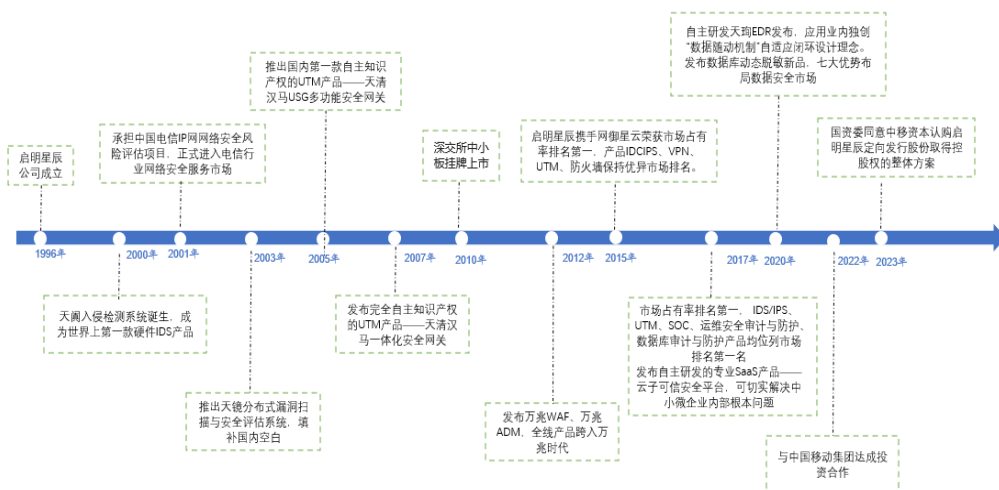 启明星辰
公司成立
1996年
天阗入侵检测系统诞生，成
为世界上第一款硬件IDS产品
2000年
承担中国电信IP网网络安全风
险评估项目，正式进入电信行
业网络安全服务市场
2001年
推出天镜分布式漏洞扫
描与安全评估系统，填
补国内空白
2003年
推出国内第一款自主知识
产权的UTM产品——天清
汉马USG多功能安全网关
2005年
发布完全自主知识产权
的UTM产品——天清汉
马一体化安全网关
2007年
深交所中小
板挂牌上市
2010年
发布万兆WAF、万兆
ADM，全线产品跨入万
兆时代
2012年
启明星辰携手网御星云荣获市场占有
率排名第一，产品IDCIPS、VPN、
UTM、防火墙保持优异市场排名。
2015年
市场占有率排名第一， IDS/IPS、
UTM、SOC、运维安全审计与防护、
数据库审计与防护产品均位列市场
排名第一名
发布自主研发的专业SaaS产品——
云子可信安全平台，可切实解决中
小微企业内部根本问题
2017年
自主研发天珣EDR发布，应用业内独创
“数据随动机制”自适应闭环设计理念。
发布数据库动态脱敏新品，七大优势布
局数据安全市场
2020年
与中国移动集团达成投
资合作
2022年
国资委同意中移资本认购启
明星辰定向发行股份取得控
股权的整体方案
2023年